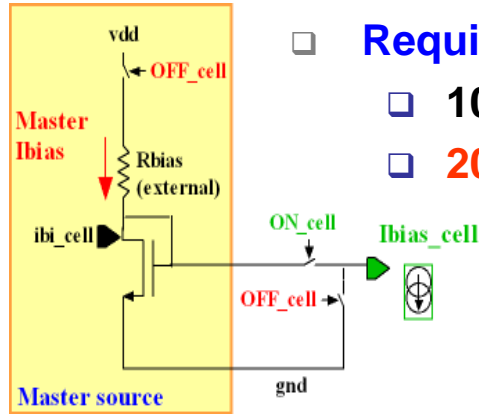 vdd
OFF_cell
Master
Ibias
Rbias
(external)
ibi_cell
ON_cell
Ibias_cell
OFF_cell
gnd
Master source
Requi
10
20